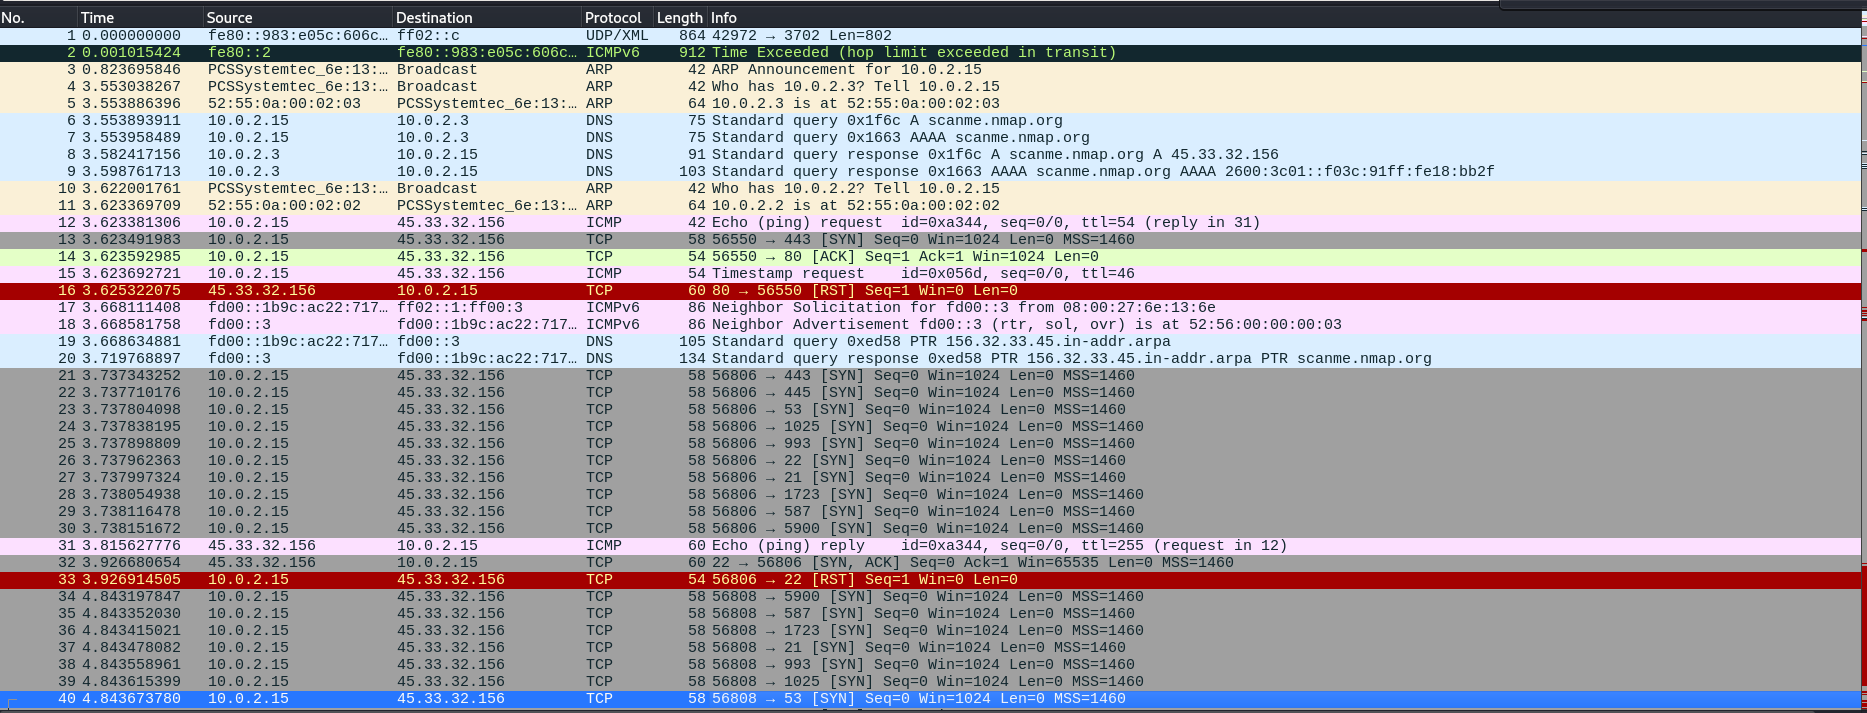 No. Time Source Destination Protocol Length Info
1 0.000000000 fe80::983:e05c:606c… ff02::c UDP/XML 864 42972 → 3702 Len=802
2 0.001015424 fe80::2 fe80::983:e05c:606c… ICMPv6 912 Time Exceeded (hop limit exceeded in transit)
3 0.823695846 PCSSystemtec_6e:13:… Broadcast ARP 42 ARP Announcement for 10.0.2.15
4 3.553038267 PCSSystemtec_6e:13:… Broadcast ARP 42 Who has 10.0.2.3? Tell 10.0.2.15
5 3.553886396 52:55:0a:00:02:03 PCSSystemtec_6e:13:… ARP 64 10.0.2.3 is at 52:55:0a:00:02:03
6 3.553893911 10.0.2.15 10.0.2.3 DNS 75 Standard query 0x1f6c A scanme.nmap.org
7 3.553958489 10.0.2.15 10.0.2.3 DNS 75 Standard query 0x1663 AAAA scanme.nmap.org
8 3.582417156 10.0.2.3 10.0.2.15 DNS 91 Standard query response 0x1f6c A scanme.nmap.org A 45.33.32.156
9 3.598761713 10.0.2.3 10.0.2.15 DNS 103 Standard query response 0x1663 AAAA scanme.nmap.org AAAA 2600:3c01::f03c:91ff:fe18:bb2f
10 3.622001761 PCSSystemtec_6e:13:… Broadcast ARP 42 Who has 10.0.2.2? Tell 10.0.2.15
11 3.623369709 52:55:0a:00:02:02 PCSSystemtec_6e:13:… ARP 64 10.0.2.2 is at 52:55:0a:00:02:02
12 3.623381306 10.0.2.15 45.33.32.156 ICMP 42 Echo (ping) request id=0xa344, seq=0/0, ttl=54 (reply in 31)
13 3.623491983 10.0.2.15 45.33.32.156 TCP 58 56550 → 443 [SYN] Seq=0 Win=1024 Len=0 MSS=1460
14 3.623592985 10.0.2.15 45.33.32.156 TCP 54 56550 → 80 [ACK] Seq=1 Ack=1 Win=1024 Len=0
15 3.623692721 10.0.2.15 45.33.32.156 ICMP 54 Timestamp request id=0x056d, seq=0/0, ttl=46
16 3.625322075 45.33.32.156 10.0.2.15 TCP 60 80 → 56550 [RST] Seq=1 Win=0 Len=0
17 3.668111408 fd00::1b9c:ac22:717… ff02::1:ff00:3 ICMPv6 86 Neighbor Solicitation for fd00::3 from 08:00:27:6e:13:6e
18 3.668581758 fd00::3 fd00::1b9c:ac22:717… ICMPv6 86 Neighbor Advertisement fd00::3 (rtr, sol, ovr) is at 52:56:00:00:00:03
19 3.668634881 fd00::1b9c:ac22:717… fd00::3 DNS 105 Standard query 0xed58 PTR 156.32.33.45.in-addr.arpa
20 3.719768897 fd00::3 fd00::1b9c:ac22:717… DNS 134 Standard query response 0xed58 PTR 156.32.33.45.in-addr.arpa PTR scanme.nmap.org
21 3.737343252 10.0.2.15 45.33.32.156 TCP 58 56806 → 443 [SYN] Seq=0 Win=1024 Len=0 MSS=1460
22 3.737710176 10.0.2.15 45.33.32.156 TCP 58 56806 → 445 [SYN] Seq=0 Win=1024 Len=0 MSS=1460
23 3.737804098 10.0.2.15 45.33.32.156 TCP 58 56806 → 53 [SYN] Seq=0 Win=1024 Len=0 MSS=1460
24 3.737838195 10.0.2.15 45.33.32.156 TCP 58 56806 → 1025 [SYN] Seq=0 Win=1024 Len=0 MSS=1460
25 3.737898809 10.0.2.15 45.33.32.156 TCP 58 56806 → 993 [SYN] Seq=0 Win=1024 Len=0 MSS=1460
26 3.737962363 10.0.2.15 45.33.32.156 TCP 58 56806 → 22 [SYN] Seq=0 Win=1024 Len=0 MSS=1460
27 3.737997324 10.0.2.15 45.33.32.156 TCP 58 56806 → 21 [SYN] Seq=0 Win=1024 Len=0 MSS=1460
28 3.738054938 10.0.2.15 45.33.32.156 TCP 58 56806 → 1723 [SYN] Seq=0 Win=1024 Len=0 MSS=1460
29 3.738116478 10.0.2.15 45.33.32.156 TCP 58 56806 → 587 [SYN] Seq=0 Win=1024 Len=0 MSS=1460
30 3.738151672 10.0.2.15 45.33.32.156 TCP 58 56806 → 5900 [SYN] Seq=0 Win=1024 Len=0 MSS=1460
31 3.815627776 45.33.32.156 10.0.2.15 ICMP 60 Echo (ping) reply id=0xa344, seq=0/0, ttl=255 (request in 12)
32 3.926680654 45.33.32.156 10.0.2.15 TCP 60 22 → 56806 [SYN, ACK] Seq=0 Ack=1 Win=65535 Len=0 MSS=1460
33 3.926914505 10.0.2.15 45.33.32.156 TCP 54 56806 → 22 [RST] Seq=1 Win=0 Len=0
34 4.843197847 10.0.2.15 45.33.32.156 TCP 58 56808 → 5900 [SYN] Seq=0 Win=1024 Len=0 MSS=1460
35 4.843352030 10.0.2.15 45.33.32.156 TCP 58 56808 → 587 [SYN] Seq=0 Win=1024 Len=0 MSS=1460
36 4.843415021 10.0.2.15 45.33.32.156 TCP 58 56808 → 1723 [SYN] Seq=0 Win=1024 Len=0 MSS=1460
37 4.843478082 10.0.2.15 45.33.32.156 TCP 58 56808 → 21 [SYN] Seq=0 Win=1024 Len=0 MSS=1460
38 4.843558961 10.0.2.15 45.33.32.156 TCP 58 56808 → 993 [SYN] Seq=0 Win=1024 Len=0 MSS=1460
39 4.843615399 10.0.2.15 45.33.32.156 TCP 58 56808 → 1025 [SYN] Seq=0 Win=1024 Len=0 MSS=1460
40 4.843673780 10.0.2.15 45.33.32.156 TCP 58 56808 → 53 [SYN] Seq=0 Win=1024 Len=0 MSS=1460